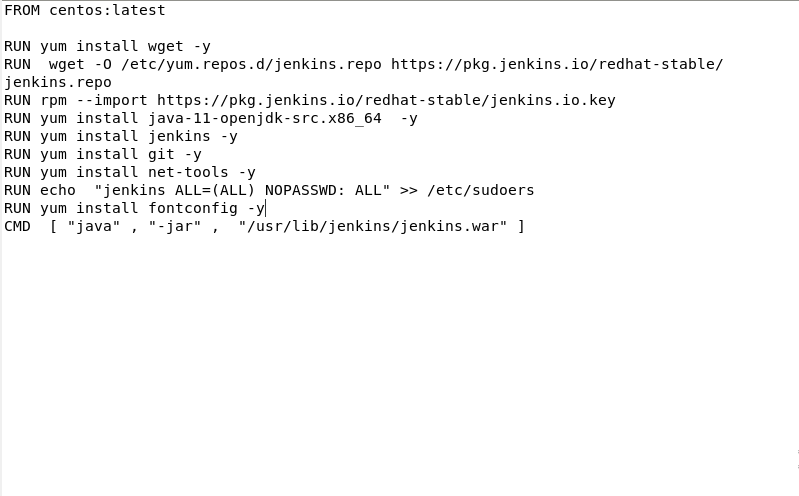 FROM centos:latest
RUN yum install wget -y
RUN  wget -O /etc/yum.repos.d/jenkins.repo https://pkg.jenkins.io/redhat-stable/
jenkins.repo
RUN rpm --import https://pkg.jenkins.io/redhat-stable/jenkins.io.key
RUN yum install java-11-openjdk-src.x86_64  -y
RUN yum install jenkins -y
RUN yum install git -y
RUN yum install net-tools -y
RUN echo  "jenkins ALL=(ALL) NOPASSWD: ALL" >> /etc/sudoers
RUN yum install fontconfig -y
CMD  [ "java" , "-jar" ,  "/usr/lib/jenkins/jenkins.war" ]